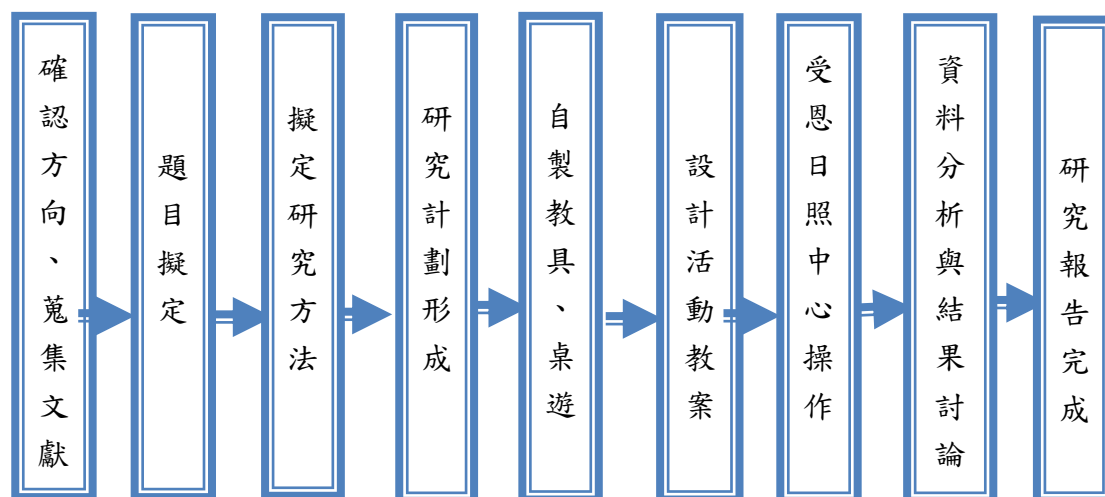 確認方向、蒐集文獻
題目擬定
擬定研究方法
研究計劃形成
自製教具、桌遊
設計活動教案
受恩日照中心操作
資料分析與結果討論
研究報告完成